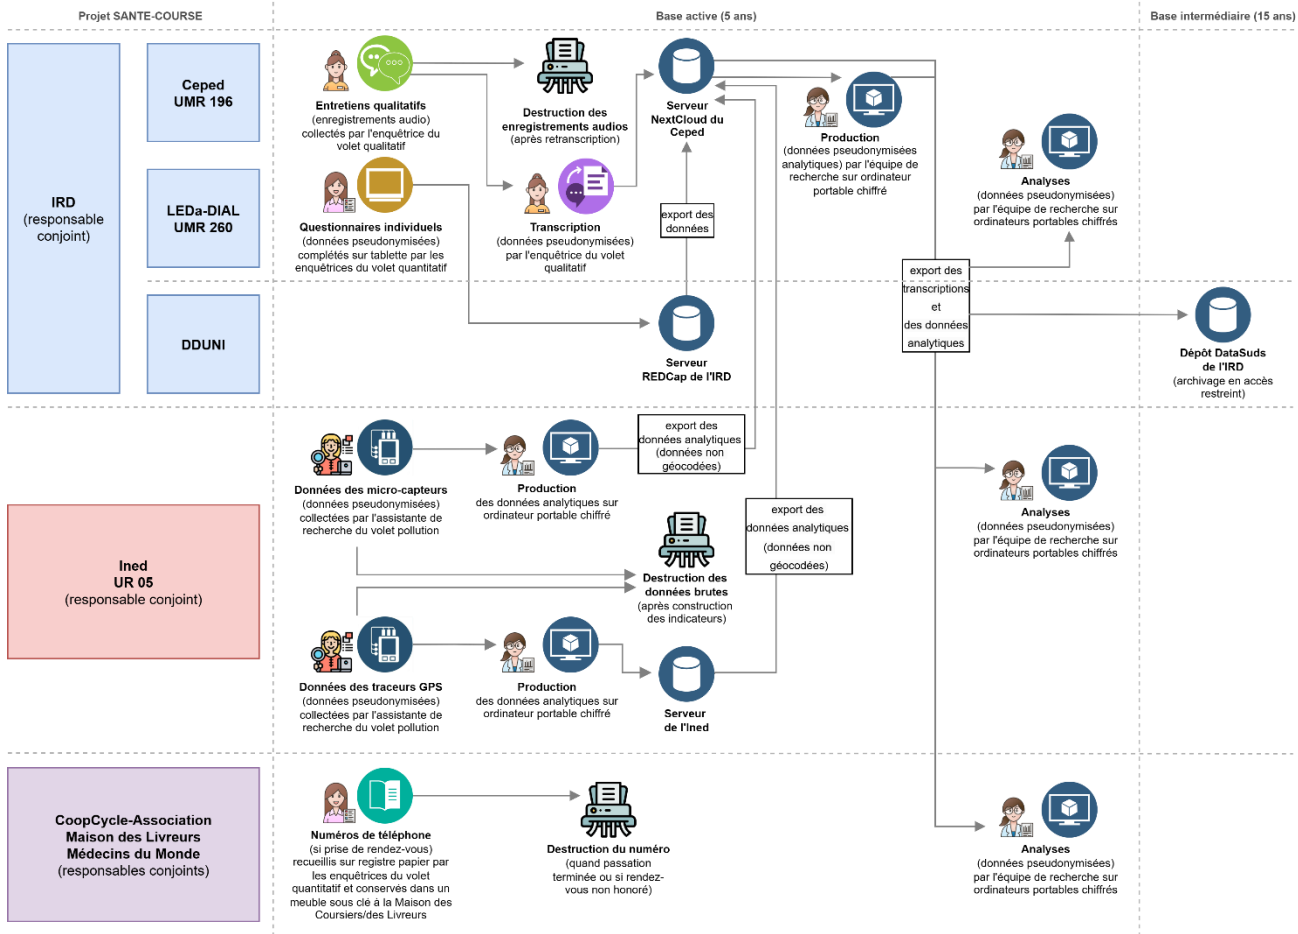 Projet SANTE-COURSE
Base active (5 ans)
Base intermédiaire (15 ans)
IRD
(responsable
conjoint)
Ceped
UMR 196
LEDa-DIAL
UMR 260
DDUNI
Entretiens qualitatifs
(enregistrements audio)
collectés par l'enquêtrice du
volet qualitatif
Destruction des
enregistrements audios
(après retranscription)
Serveur
NextCloud du
Ceped
Production
(données pseudonymisées
analytiques) par l'équipe de
recherche sur ordinateur
portable chiffré
Analyses
(données pseudonymisées)
par l'équipe de recherche sur
ordinateurs portables chiffrés
Questionnaires individuels
(données pseudonymisées)
complétés sur tablette par les
enquêtrices du volet quantitatif
Transcription
(données pseudonymisées)
par l'enquêtrice du volet
qualitatif
export des
données
export des
transcriptions
et
des données
analytiques
Serveur
REDCap de l'IRD
Dépôt DataSuds
de l'IRD
(archivage en accès
restreint)
Ined
UR 05
(responsable conjoint)
Données des micro-capteurs
(données pseudonymisées)
collectées par l'assistante de
recherche du volet pollution
Production
des données analytiques sur
ordinateur portable chiffré
export des
données analytiques
(données non
géocodées)
export des
données analytiques
(données non
géocodées)
Destruction des
données brutes
(après construction
des indicateurs)
Analyses
(données pseudonymisées)
par l'équipe de recherche sur
ordinateurs portables chiffrés
Données des traceurs GPS
(données pseudonymisées)
collectées par l'assistante de
recherche du volet pollution
Production
des données analytiques sur
ordinateur portable chiffré
Serveur
de l'Ined
CoopCycle-Association
Maison des Livreurs
Médecins du Monde
(responsables conjoints)
Numéros de téléphone
(si prise de rendez-vous)
recueillis sur registre papier par
les enquêtrices du volet
quantitatif et conservés dans un
meuble sous clé à la Maison des
Coursiers/des Livreurs
Destruction du numéro
(quand passation
terminée ou si rendez-
vous non honoré)
Analyses
(données pseudonymisées)
par l'équipe de recherche sur
ordinateurs portables chiffrés